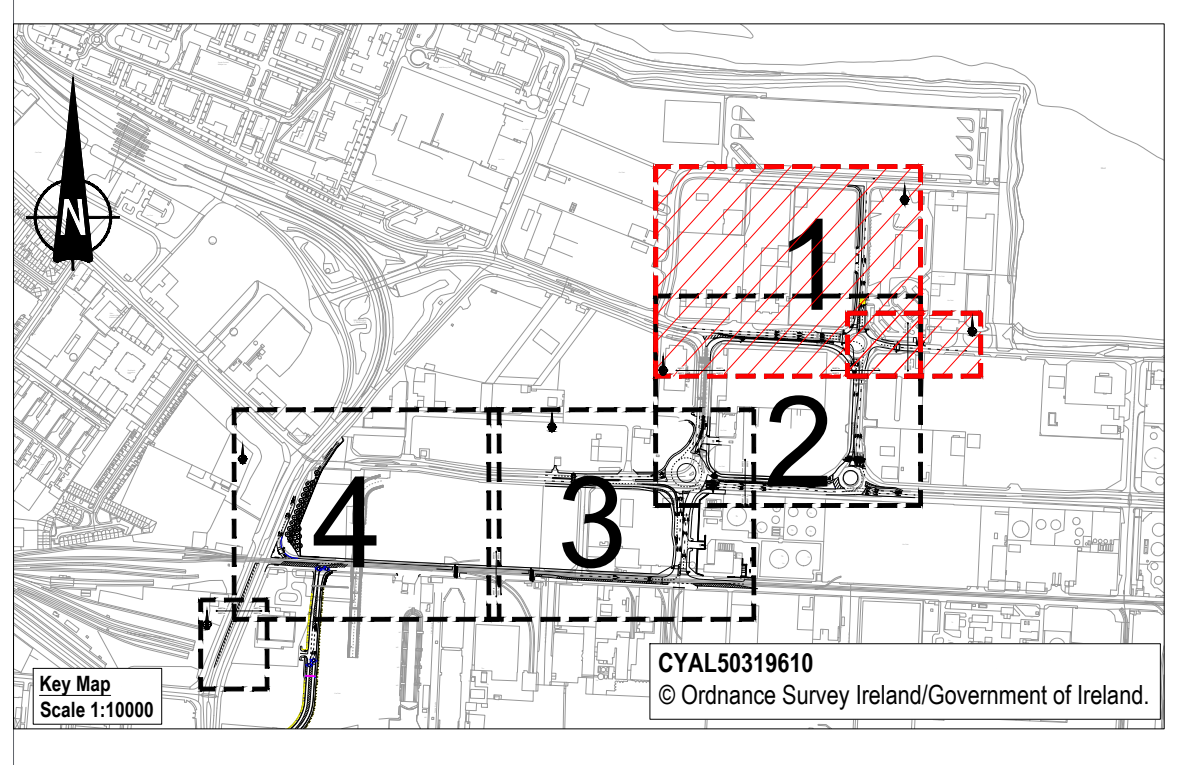 N
1
2
3
4
CYAL50319610
© Ordnance Survey Ireland/Government of Ireland.
Key Map
Scale 1:10000